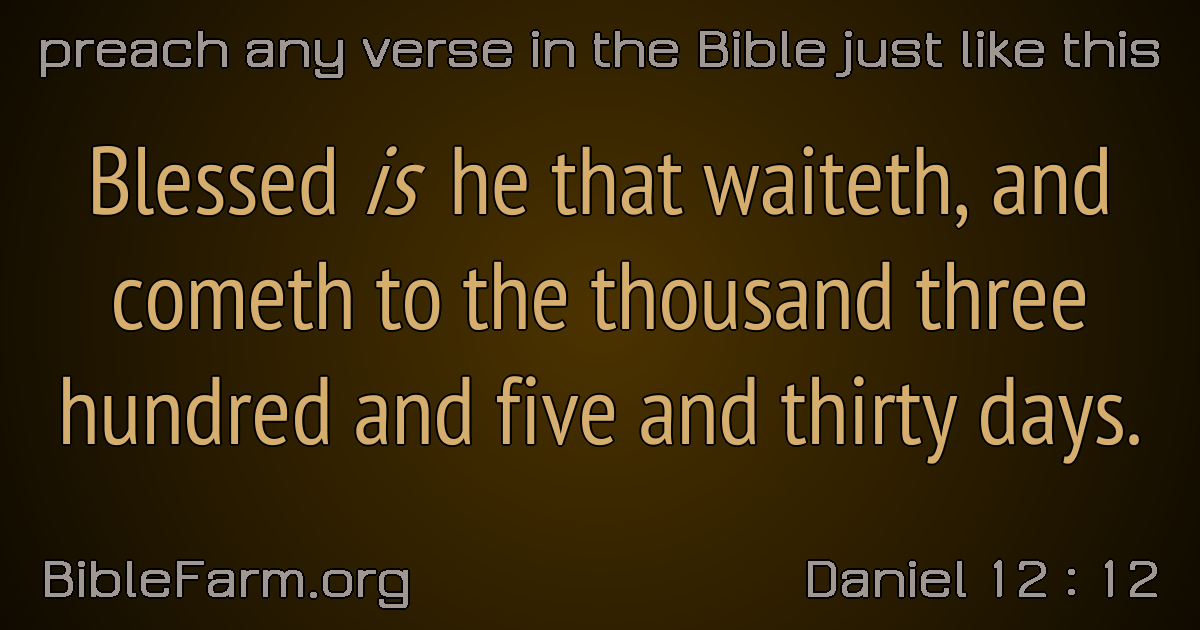 preach any verse in the Bible just like this
Blessed is he that waiteth, and
cometh to the thousand three
hundred and five and thirty days.
BibleFarm.org
Daniel 12 : 12